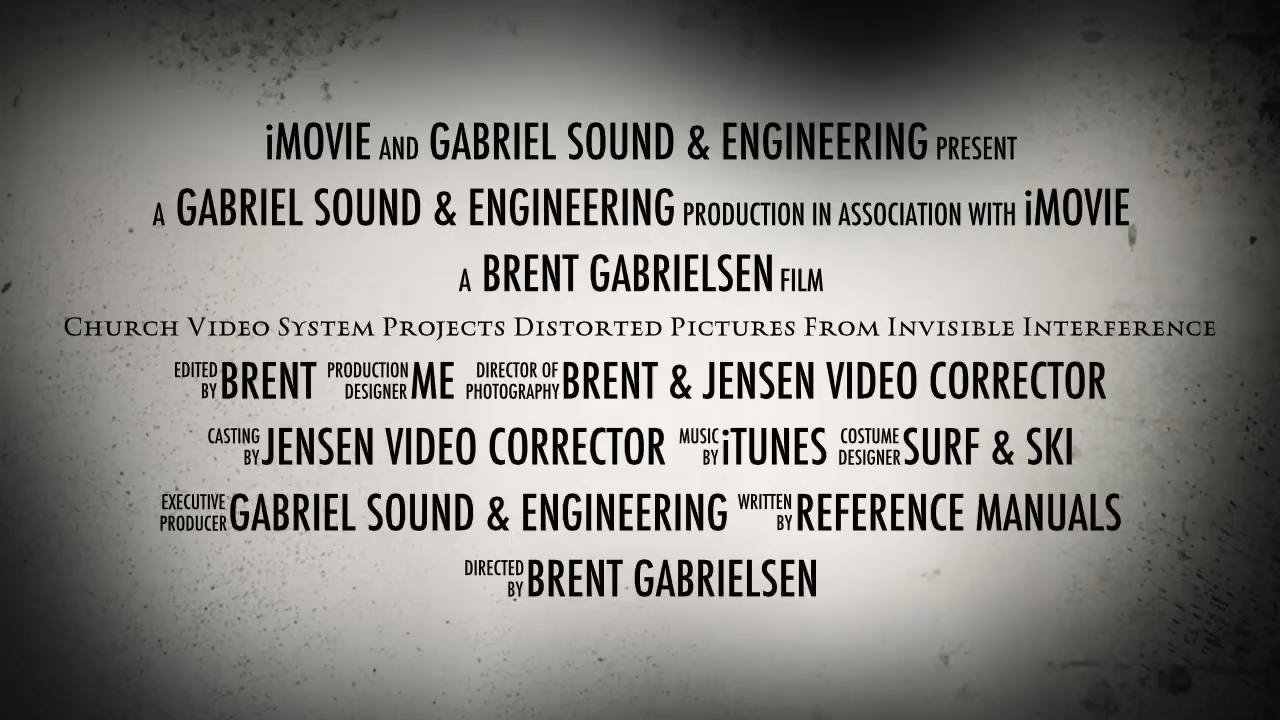 iMOVIE AND GABRIEL SOUND & ENGINEERING PRESENT
A GABRIEL SOUND & ENGINEERING PRODUCTION IN ASSOCIATION WITH iMOVIE
A BRENT GABRIELSEN FILM
CHURCH VIDEO SYSTEM PROJECTS DISTORTED PICTURES FROM INVISIBLE INTERFERENCE
EDITED BY BRENT PRODUCTION DESIGNER ME DIRECTOR OF PHOTOGRAPHY BRENT & JENSEN VIDEO CORRECTOR
CASTING BY JENSEN VIDEO CORRECTOR MUSIC BY iTUNES COSTUME DESIGNER SURF & SKI
EXECUTIVE PRODUCER GABRIEL SOUND & ENGINEERING WRITTEN BY REFERENCE MANUALS
DIRECTED BY BRENT GABRIELSEN